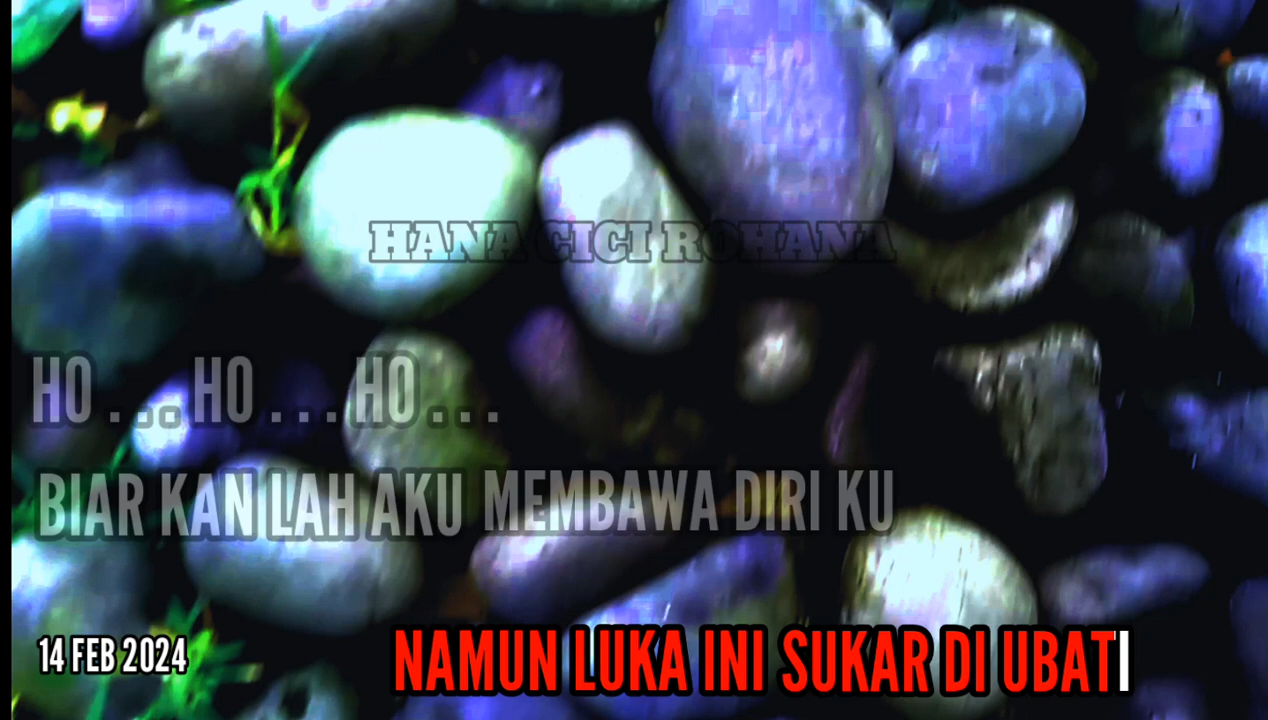 HANA CICI ROHANA
HO...HO...HO...
BIAR KAN LAH AKU MEMBAWA DIRI KU
14 FEB 2024
NAMUN LUKA INI SUKAR DI UBATI